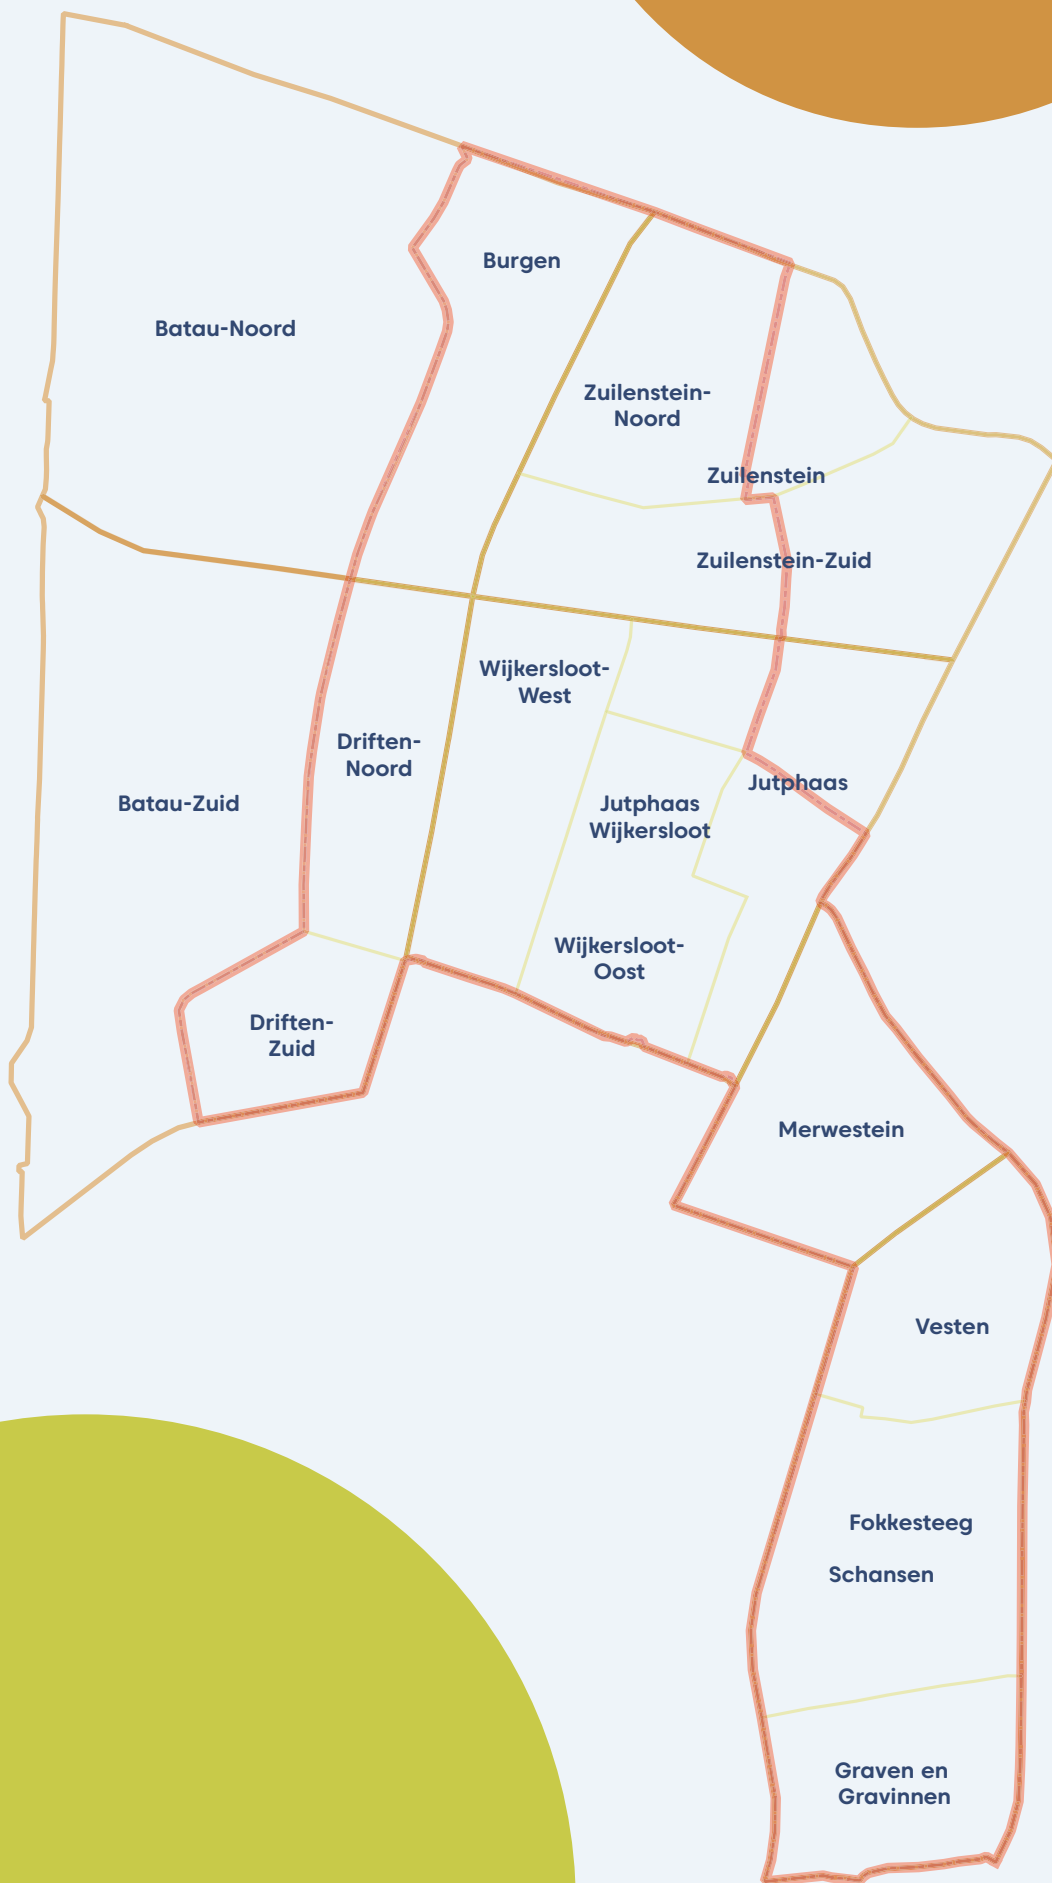 Burgen
Batau-Noord
Zuilenstein-
Noord
Zuilenstein
Zuilenstein-Zuid
Wijkersloot-
West
Driften-
Noord
Jutphaas
Batau-Zuid
Jutphaas
Wijkersloot
Wijkersloot-
Oost
Driften-
Zuid
Merwestein
Vesten
Fokkesteeg
Schansen
Graven en
Gravinnen